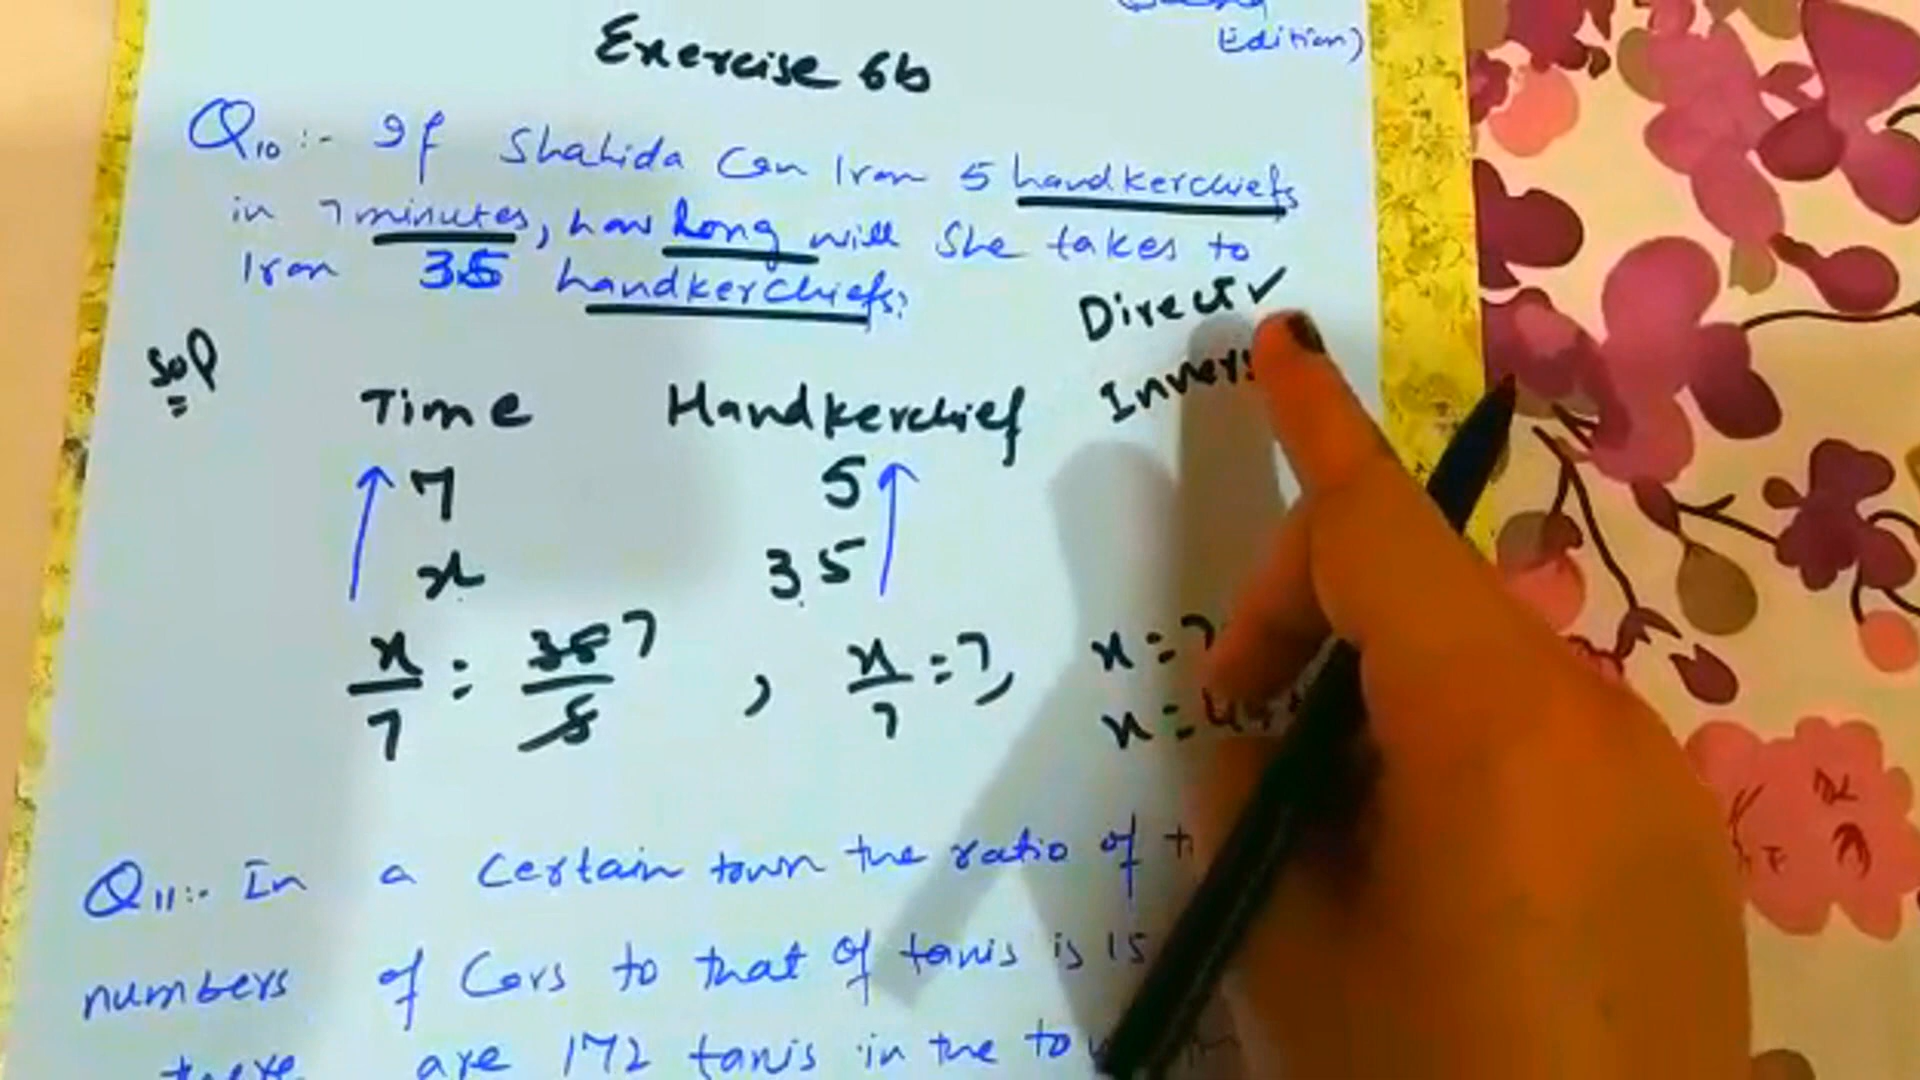 Edition)
Exercise 6b
Q10:- If Shahida Can Iron 5 handkerchiefs
in 7 minutes, how long will She takes to
Iron 35 handkerchiefs?
Direct ✓
Sol
Time Handkerchief
7 5
x 35
x/7 = 35/5 7 , x/7 = 7, x = 7
x =
Q11:- In a certain town the ratio of
numbers of Cars to that of taxis is 15
there are 172 taxis in the